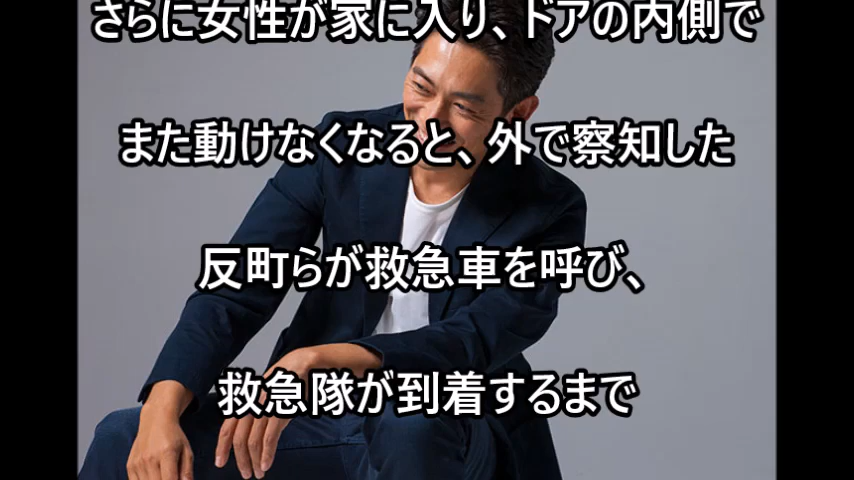 さらに女性が家に入り、ドアの内側で
また動けなくなると、外で察知した
反町らが救急車を呼び、
救急隊が到着するまで